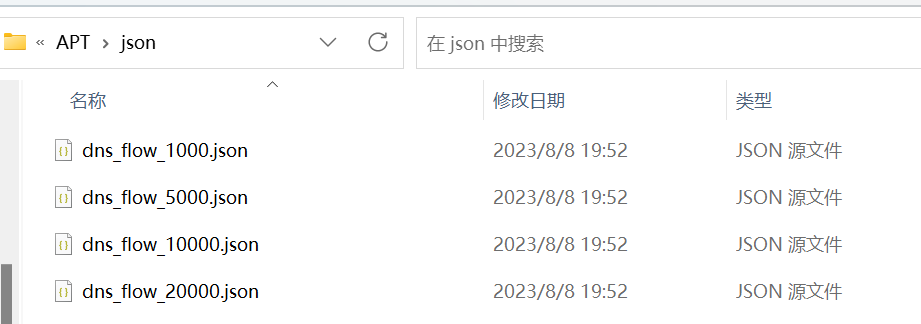 « APT › json 在 json 中搜索
名称 修改日期 类型
dns_flow_1000.json 2023/8/8 19:52 JSON 源文件
dns_flow_5000.json 2023/8/8 19:52 JSON 源文件
dns_flow_10000.json 2023/8/8 19:52 JSON 源文件
dns_flow_20000.json 2023/8/8 19:52 JSON 源文件